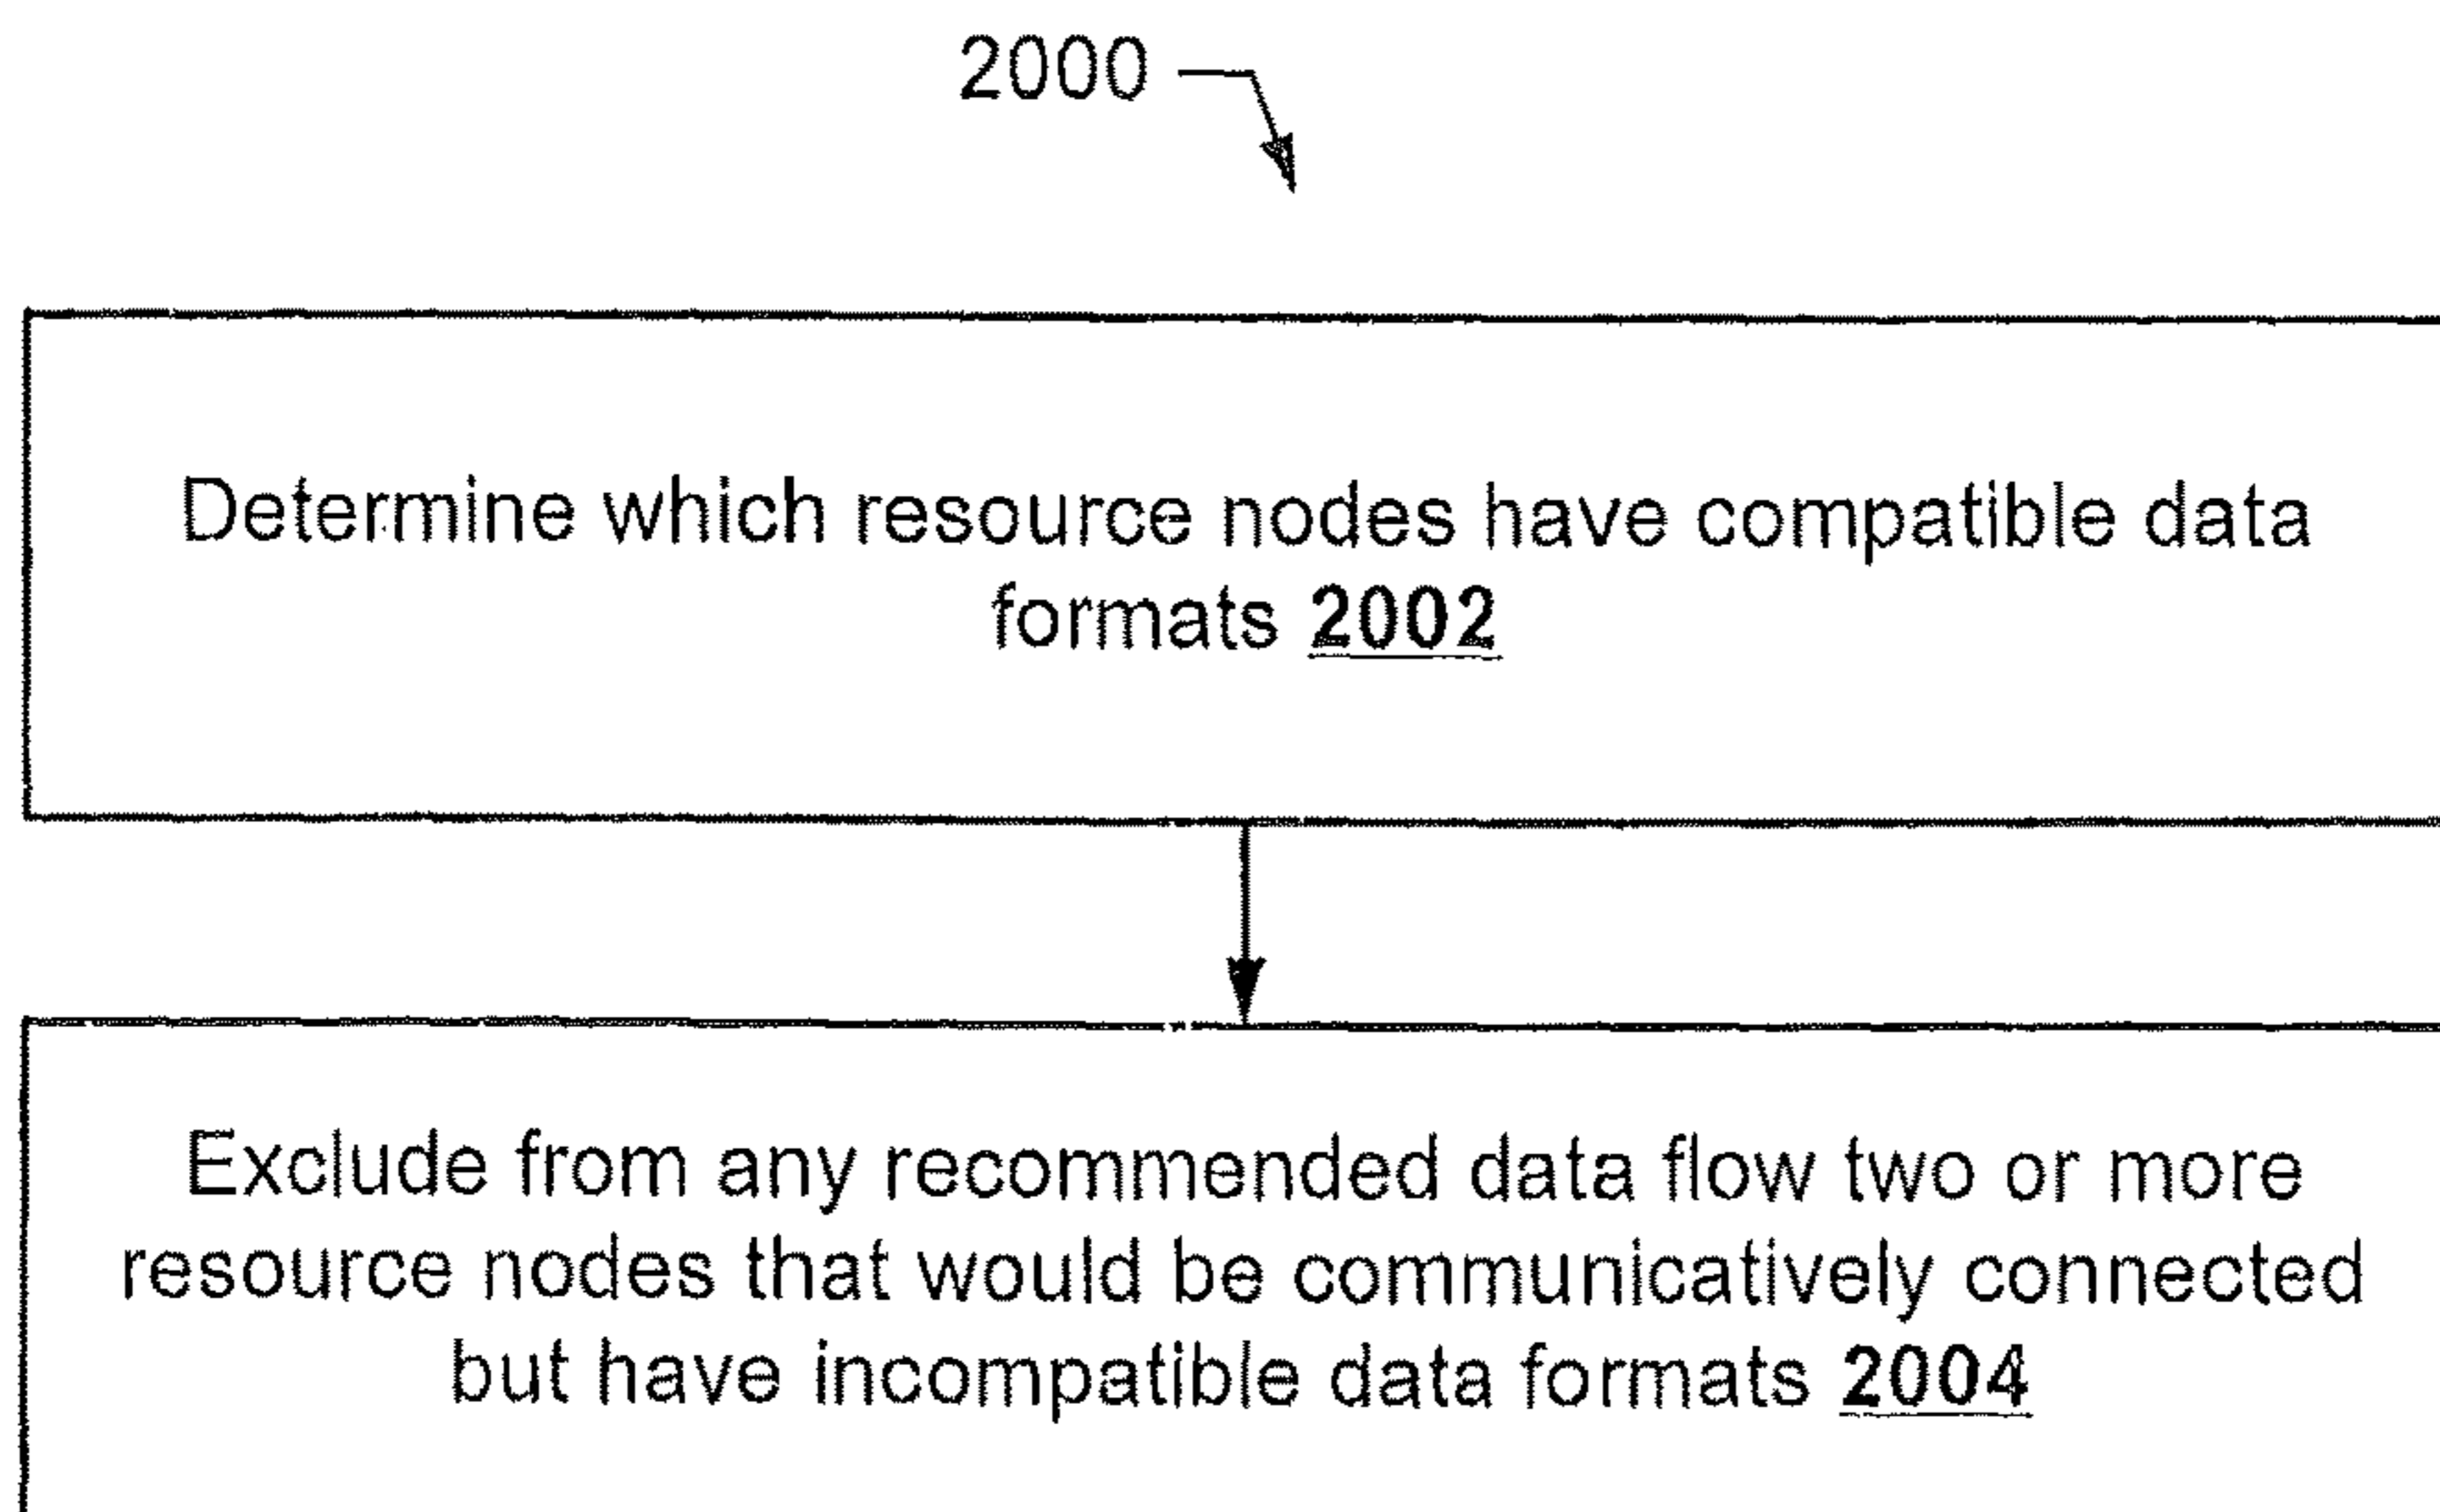 2000
Determine which resource nodes have compatible data
formats 2002
Exclude from any recommended data flow two or more
resource nodes that would be communicatively connected
but have incompatible data formats 2004